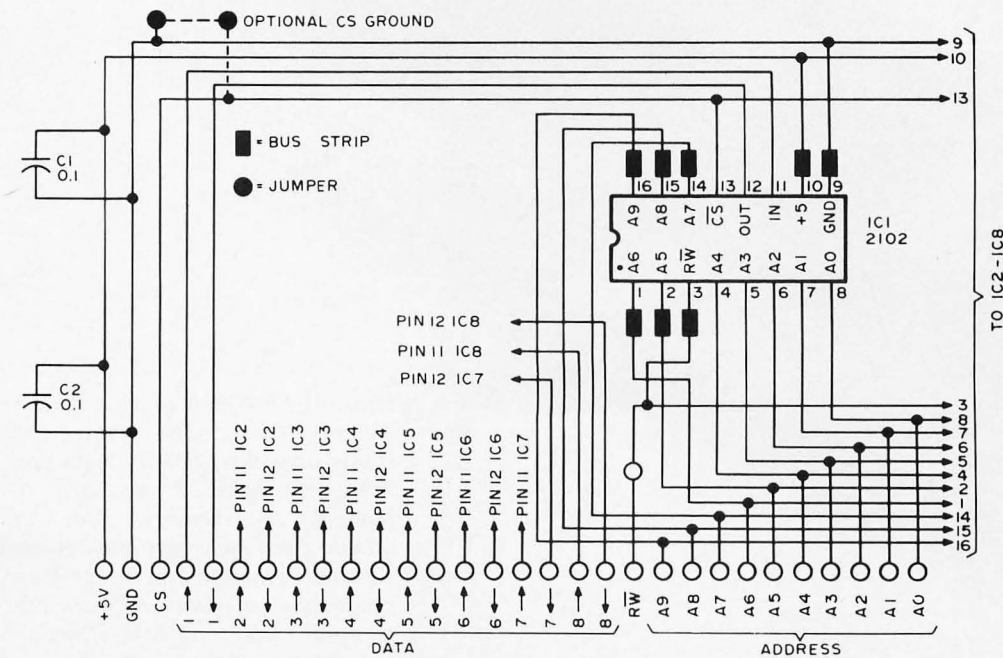 OPTIONAL CS GROUND
9
10
13
= BUS STRIP
= JUMPER
C1
0.1
16 15 14 13 12 11 10 9
A9 A8 A7 CS OUT IN +5 GND
IC1
2102
A6 A5 RW A4 A3 A2 A1 A0
1 2 3 4 5 6 7 8
TO IC2-IC8
PIN 12 IC8
PIN 11 IC8
PIN 12 IC7
C2
0.1
3
8
7
6
5
4
2
1
14
15
16
PIN 11 IC2
PIN 12 IC2
PIN 11 IC3
PIN 12 IC3
PIN 11 IC4
PIN 12 IC4
PIN 11 IC5
PIN 12 IC5
PIN 11 IC6
PIN 12 IC6
PIN 11 IC7
+5V GND CS 1 1 2 2 3 3 4 4 5 5 6 6 7 7 8 8 RW A9 A8 A7 A6 A5 A4 A3 A2 A1 A0
DATA
ADDRESS